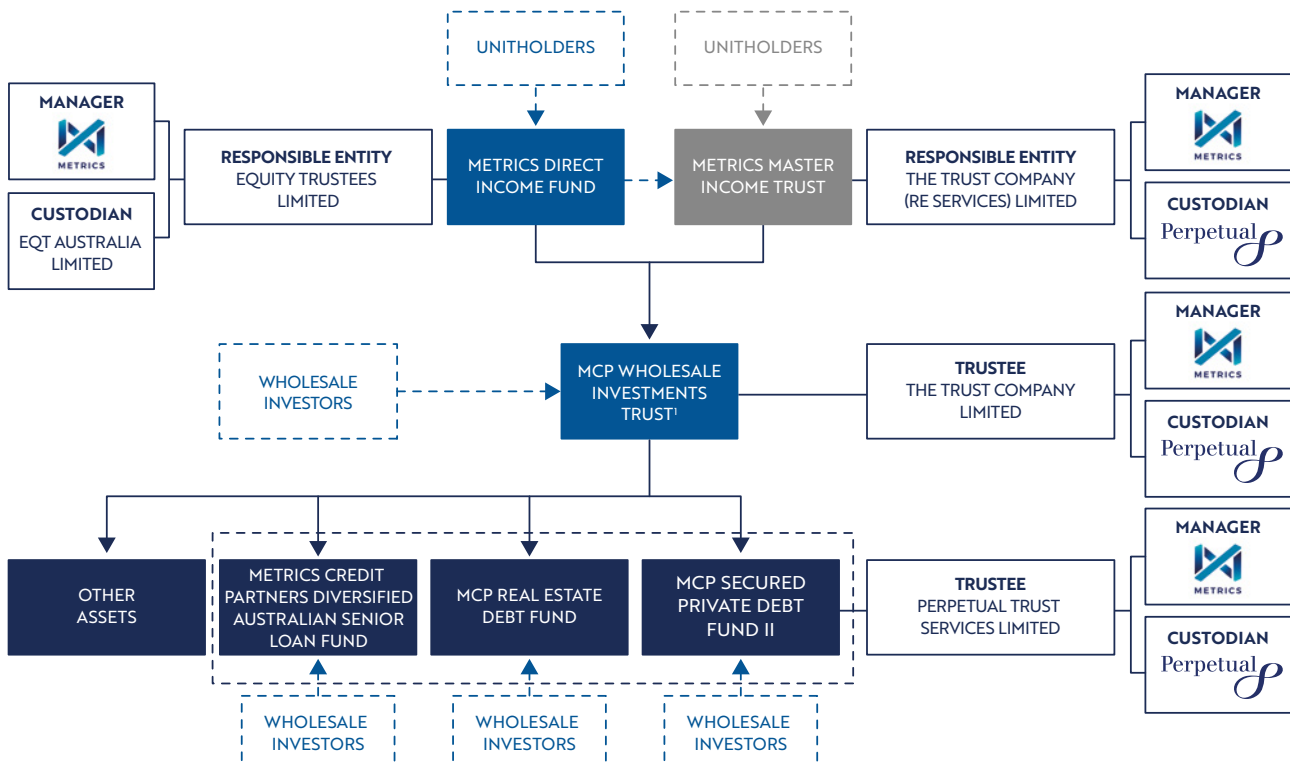 UNITHOLDERS
UNITHOLDERS
MANAGER
METRICS
CUSTODIAN
EQT AUSTRALIA
LIMITED
RESPONSIBLE ENTITY
EQUITY TRUSTEES
LIMITED
METRICS DIRECT
INCOME FUND
METRICS MASTER
INCOME TRUST
RESPONSIBLE ENTITY
THE TRUST COMPANY
(RE SERVICES) LIMITED
MANAGER
METRICS
CUSTODIAN
Perpetual
WHOLESALE
INVESTORS
MCP WHOLESALE
INVESTMENTS
TRUST¹
TRUSTEE
THE TRUST COMPANY
LIMITED
MANAGER
METRICS
CUSTODIAN
Perpetual
OTHER
ASSETS
METRICS CREDIT
PARTNERS DIVERSIFIED
AUSTRALIAN SENIOR
LOAN FUND
MCP REAL ESTATE
DEBT FUND
MCP SECURED
PRIVATE DEBT
FUND II
TRUSTEE
PERPETUAL TRUST
SERVICES LIMITED
MANAGER
METRICS
CUSTODIAN
Perpetual
WHOLESALE
INVESTORS
WHOLESALE
INVESTORS
WHOLESALE
INVESTORS